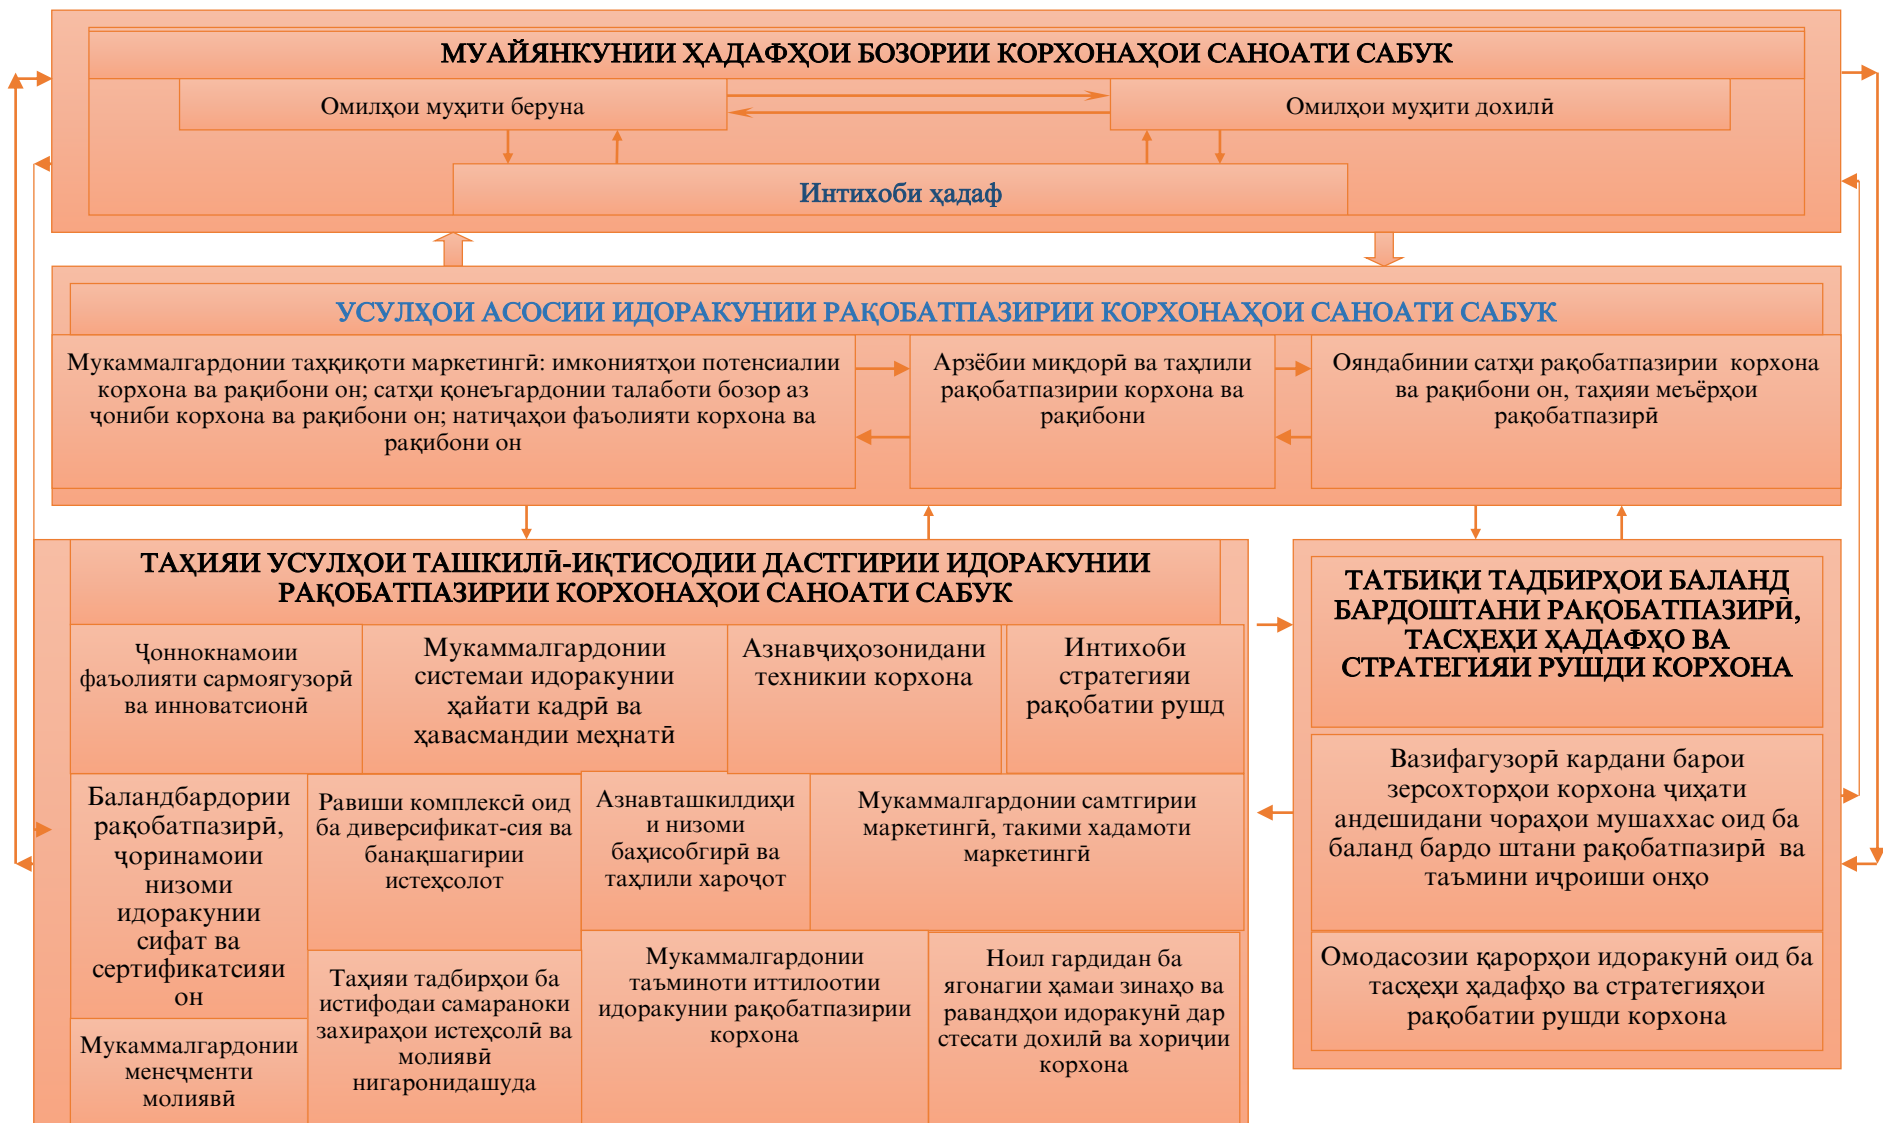 МУАЙЯНКУНИИ ҲАДАФҲОИ БОЗОРИИ КОРХОНАҲОИ САНОАТИ САБУК
Омилҳои муҳити беруна
Омилҳои муҳити дохилӣ
Интихоби ҳадаф
УСУЛҲОИ АСОСИИ ИДОРАКУНИИ РАҚОБАТПАЗИРИИ КОРХОНАҲОИ САНОАТИ САБУК
Мукаммалгардонии таҳқиқоти маркетингӣ: имкониятҳои потенсиалии
корхона ва рақибони он; сатҳи қонеъгардонии талаботи бозор аз
ҷониби корхона ва рақибони он; натиҷаҳои фаъолияти корхона ва
рақибони он
Арзёбии миқдорӣ ва таҳлили
рақобатпазирии корхона ва
рақибони
Ояндабинии сатҳи рақобатпазирии корхона
ва рақибони он, таҳияи меъёрҳои
рақобатпазирӣ
ТАҲИЯИ УСУЛҲОИ ТАШКИЛӢ-ИҚТИСОДИИ ДАСТГИРИИ ИДОРАКУНИИ
РАҚОБАТПАЗИРИИ КОРХОНАҲОИ САНОАТИ САБУК
Ҷоннокнамоии
фаъолияти сармоягузорӣ
ва инноватсионӣ
Мукаммалгардонии
системаи идоракунии
ҳайати кадрӣ ва
ҳавасмандии меҳнатӣ
Азнавҷиҳозонидани
техникии корхона
Интихоби
стратегияи
рақобатии рушд
Баландбардории
рақобатпазирӣ,
ҷоринамоии
низоми
идоракунии
сифат ва
сертификатсияи
он
Равиши комплексӣ оид
ба диверсификат-сия ва
банақшагирии
истеҳсолот
Азнавташкилдиҳи
и низоми
баҳисобгирӣ ва
таҳлили хароҷот
Мукаммалгардонии самтгирии
маркетингӣ, такими хадамоти
маркетингӣ
Мукаммалгардонии
менеҷменти
молиявӣ
Таҳияи тадбирҳои ба
истифодаи самараноки
захираҳои истеҳсолӣ ва
молиявӣ
нигаронидашуда
Мукаммалгардонии
таъминоти иттилоотии
идоракунии рақобатпазирии
корхона
Ноил гардидан ба
ягонагии ҳамаи зинаҳо ва
равандҳои идоракунӣ дар
стесати дохилӣ ва хориҷии
корхона
ТАТБИҚИ ТАДБИРҲОИ БАЛАНД
БАРДОШТАНИ РАҚОБАТПАЗИРӢ,
ТАСҲЕҲИ ҲАДАФҲО ВА
СТРАТЕГИЯИ РУШДИ КОРХОНА
Вазифагузорӣ кардани барои
зерсохторҳои корхона ҷиҳати
андешидани чораҳои мушаххас оид ба
баланд бардо штани рақобатпазирӣ ва
таъмини иҷроиши онҳо
Омодасозии қарорҳои идоракунӣ оид ба
тасҳеҳи ҳадафҳо ва стратегияҳои
рақобатии рушди корхона